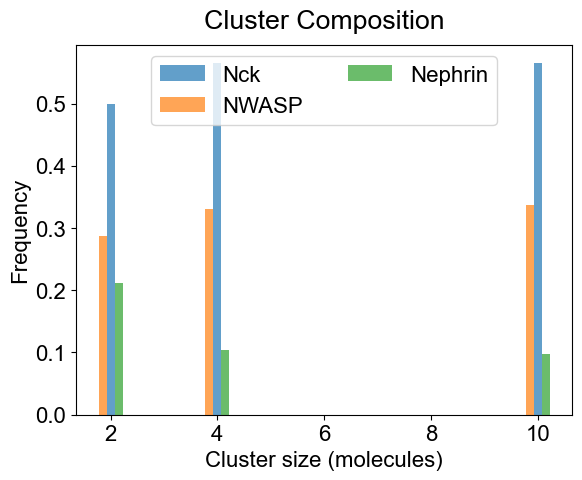 Cluster Composition
Nck
NWASP
Nephrin
Frequency
0.5
0.4
0.3
0.2
0.1
0.0
2 4 6 8 10
Cluster size (molecules)